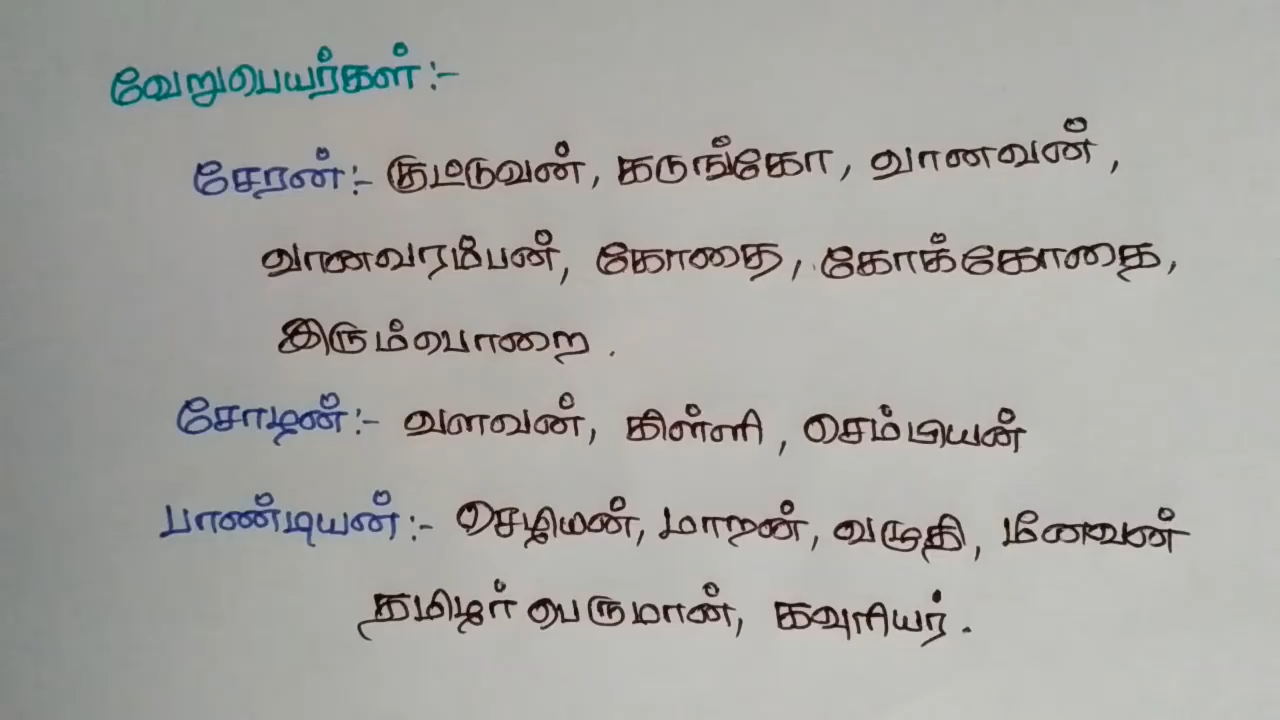 வேறுபெயர்கள் :-
சேரன் :- குட்டுவன், கருங்கோ, வானவன்,
வானவரம்பன், கோதை, கோக்கோதை,
இரும்பொறை.
சோழன் :- வளவன், கிள்ளி, செம்பியன்
பாண்டியன் :- செழியன், மாறன், வழுதி, மீனவன்
தமிழர் பெருமான், கவுரியர்.